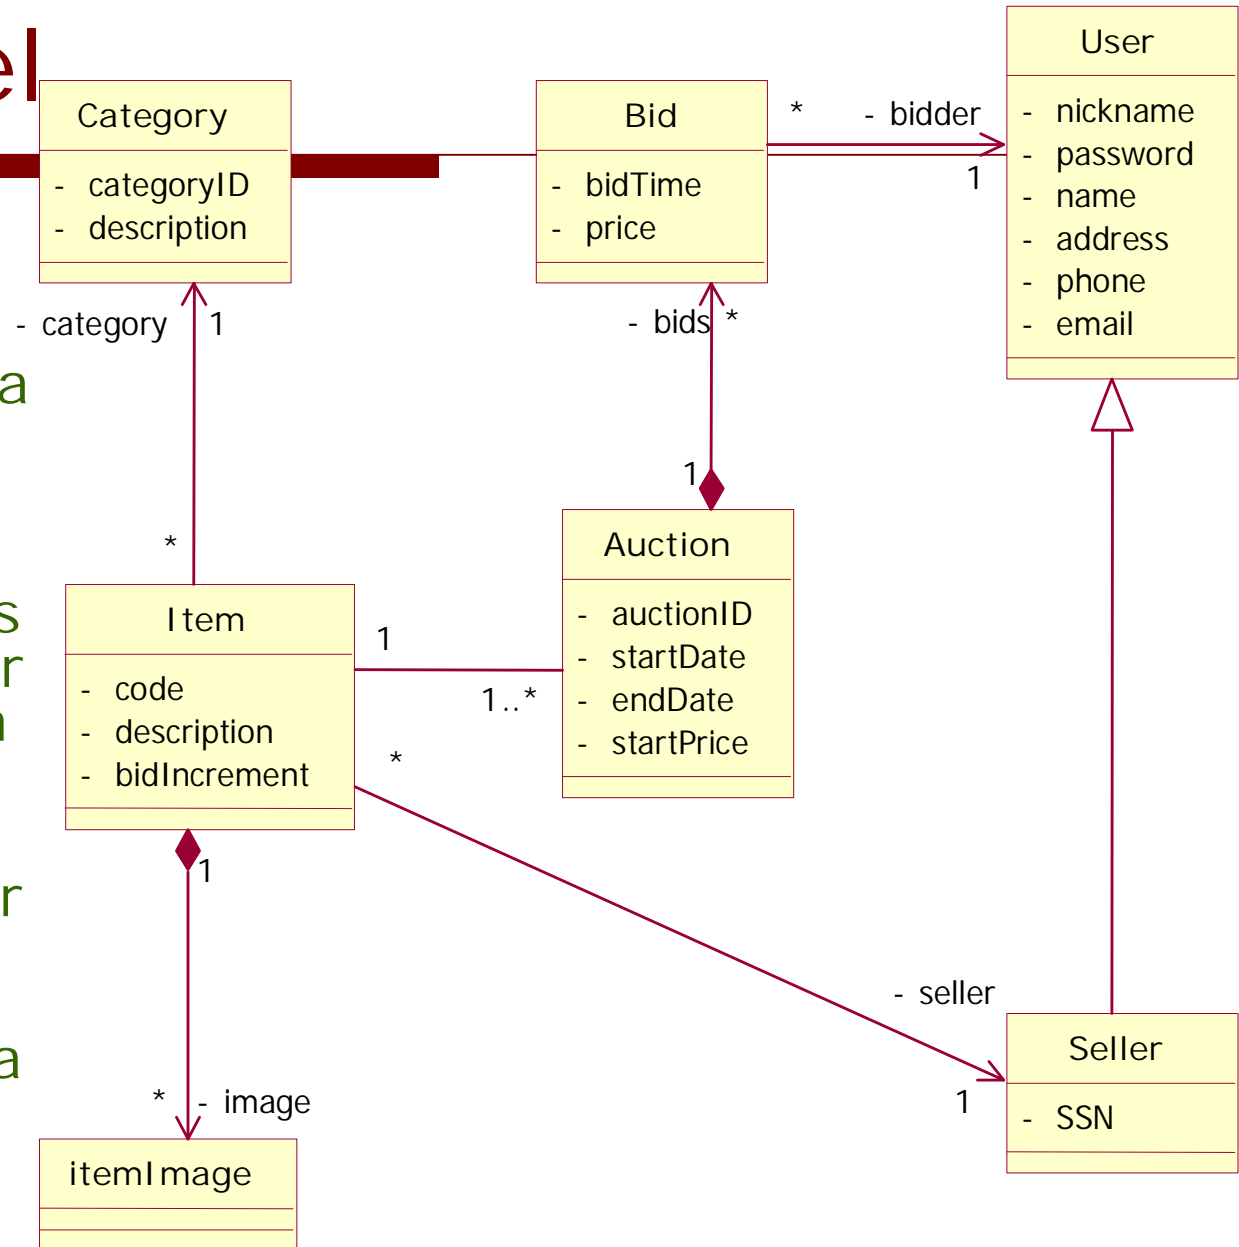 el
Category
- categoryID
- description
Bid
- bidTime
- price
User
- nickname
- password
- name
- address
- phone
- email
* - bidder
1
- category 1
- bids *
a
1
*
Auction
- auctionID
- startDate
- endDate
- startPrice
Item
- code
- description
- bidIncrement
s
r
n
1
1..*
*
1
r
- seller
1
a
* - image
Seller
- SSN
itemImage